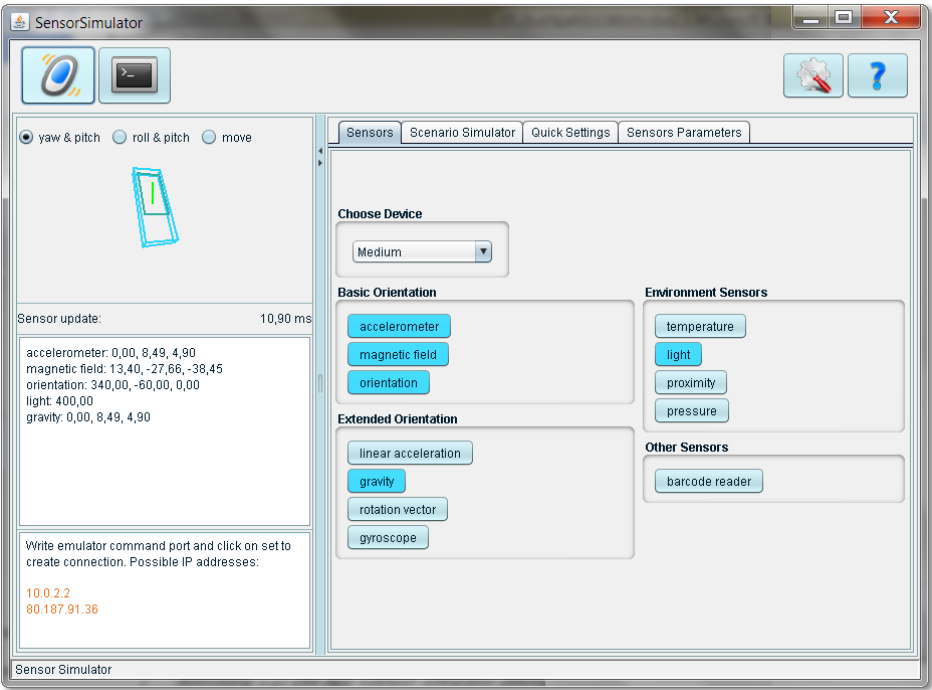 SensorSimulator
yaw & pitch roll & pitch move
Sensor update: 10,90 ms
accelerometer: 0,00, 8,49, 4,90
magnetic field: 13,40, -27,66, -38,45
orientation: 340,00, -60,00, 0,00
light: 400,00
gravity: 0,00, 8,49, 4,90
Write emulator command port and click on set to
create connection. Possible IP addresses:
10.0.2.2
80.187.91.36
Sensors Scenario Simulator Quick Settings Sensors Parameters
Choose Device
Medium
Basic Orientation
accelerometer
magnetic field
orientation
Extended Orientation
linear acceleration
gravity
rotation vector
gyroscope
Environment Sensors
temperature
light
proximity
pressure
Other Sensors
barcode reader
Sensor Simulator